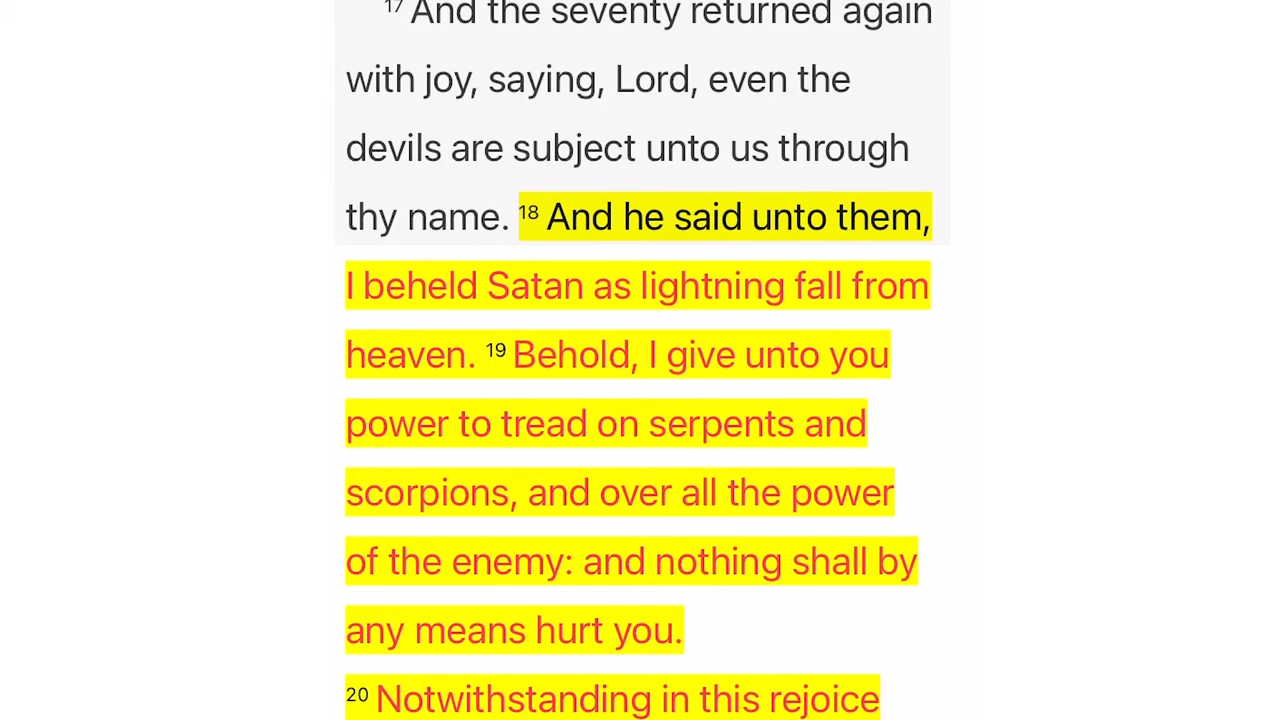 17 And the seventy returned again
with joy, saying, Lord, even the
devils are subject unto us through
thy name. 18 And he said unto them,
I beheld Satan as lightning fall from
heaven. 19 Behold, I give unto you
power to tread on serpents and
scorpions, and over all the power
of the enemy: and nothing shall by
any means hurt you.
20 Notwithstanding in this rejoice